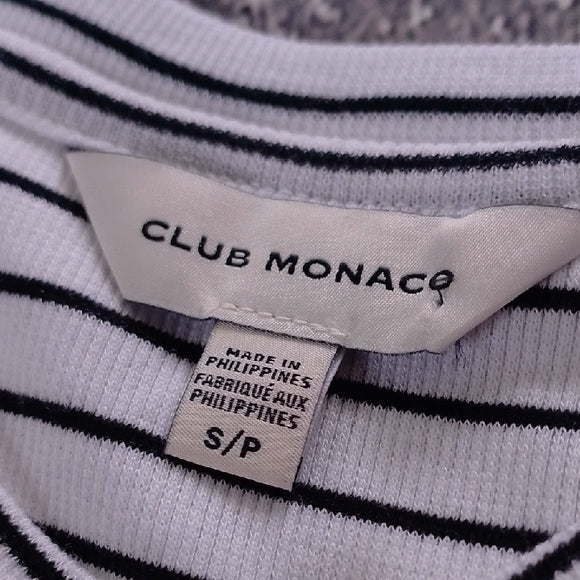 CLUB MONACO
MADE IN
PHILIPPINES
FABRIQUÉ AUX
PHILIPPINES
S/P